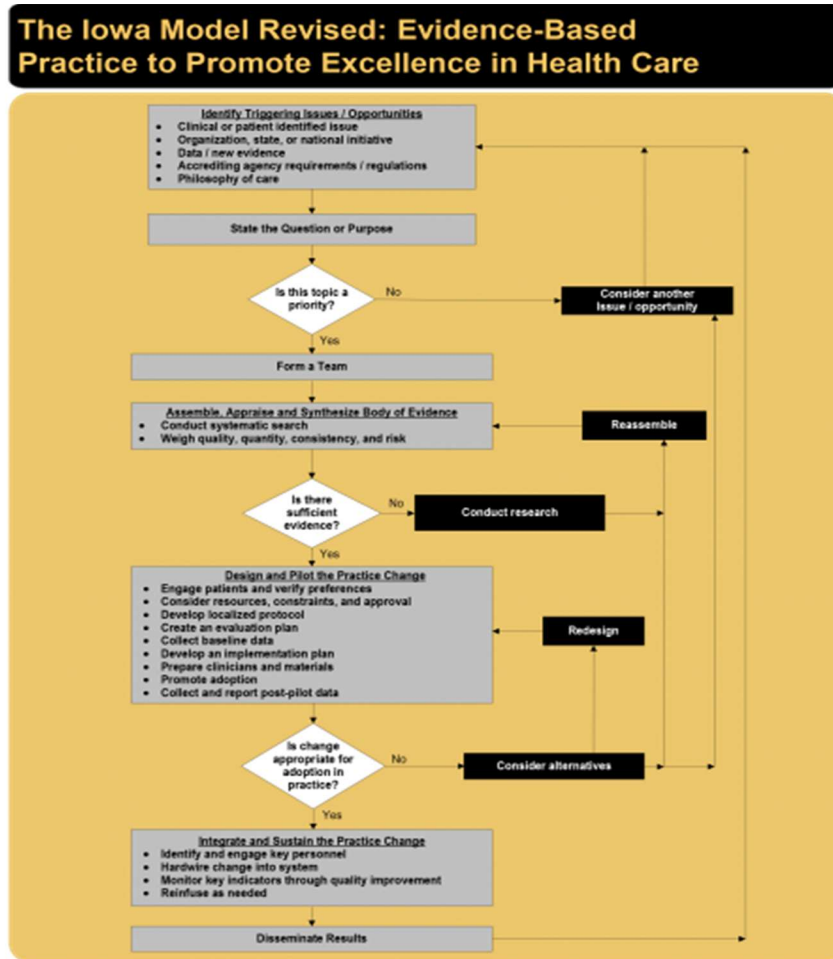 The Iowa Model Revised: Evidence-Based
Practice to Promote Excellence in Health Care
Identify Triggering Issues / Opportunities
• Clinical or patient identified issue
• Organization, state, or national initiative
• Data / new evidence
• Accrediting agency requirements / regulations
• Philosophy of care
State the Question or Purpose
Is this topic a
priority?
No
Consider another
Issue / opportunity
Yes
Form a Team
Assemble, Appraise and Synthesize Body of Evidence
• Conduct systematic search
• Weigh quality, quantity, consistency, and risk
Reassemble
Is there
sufficient
evidence?
No
Conduct research
Yes
Design and Pilot the Practice Change
• Engage patients and verify preferences
• Consider resources, constraints, and approval
• Develop localized protocol
• Create an evaluation plan
• Collect baseline data
• Develop an implementation plan
• Prepare clinicians and materials
• Promote adoption
• Collect and report post-pilot data
Redesign
Is change
appropriate for
adoption in
practice?
No
Consider alternatives
Yes
Integrate and Sustain the Practice Change
• Identify and engage key personnel
• Hardwire change into system
• Monitor key indicators through quality improvement
• Reinfuse as needed
Disseminate Results